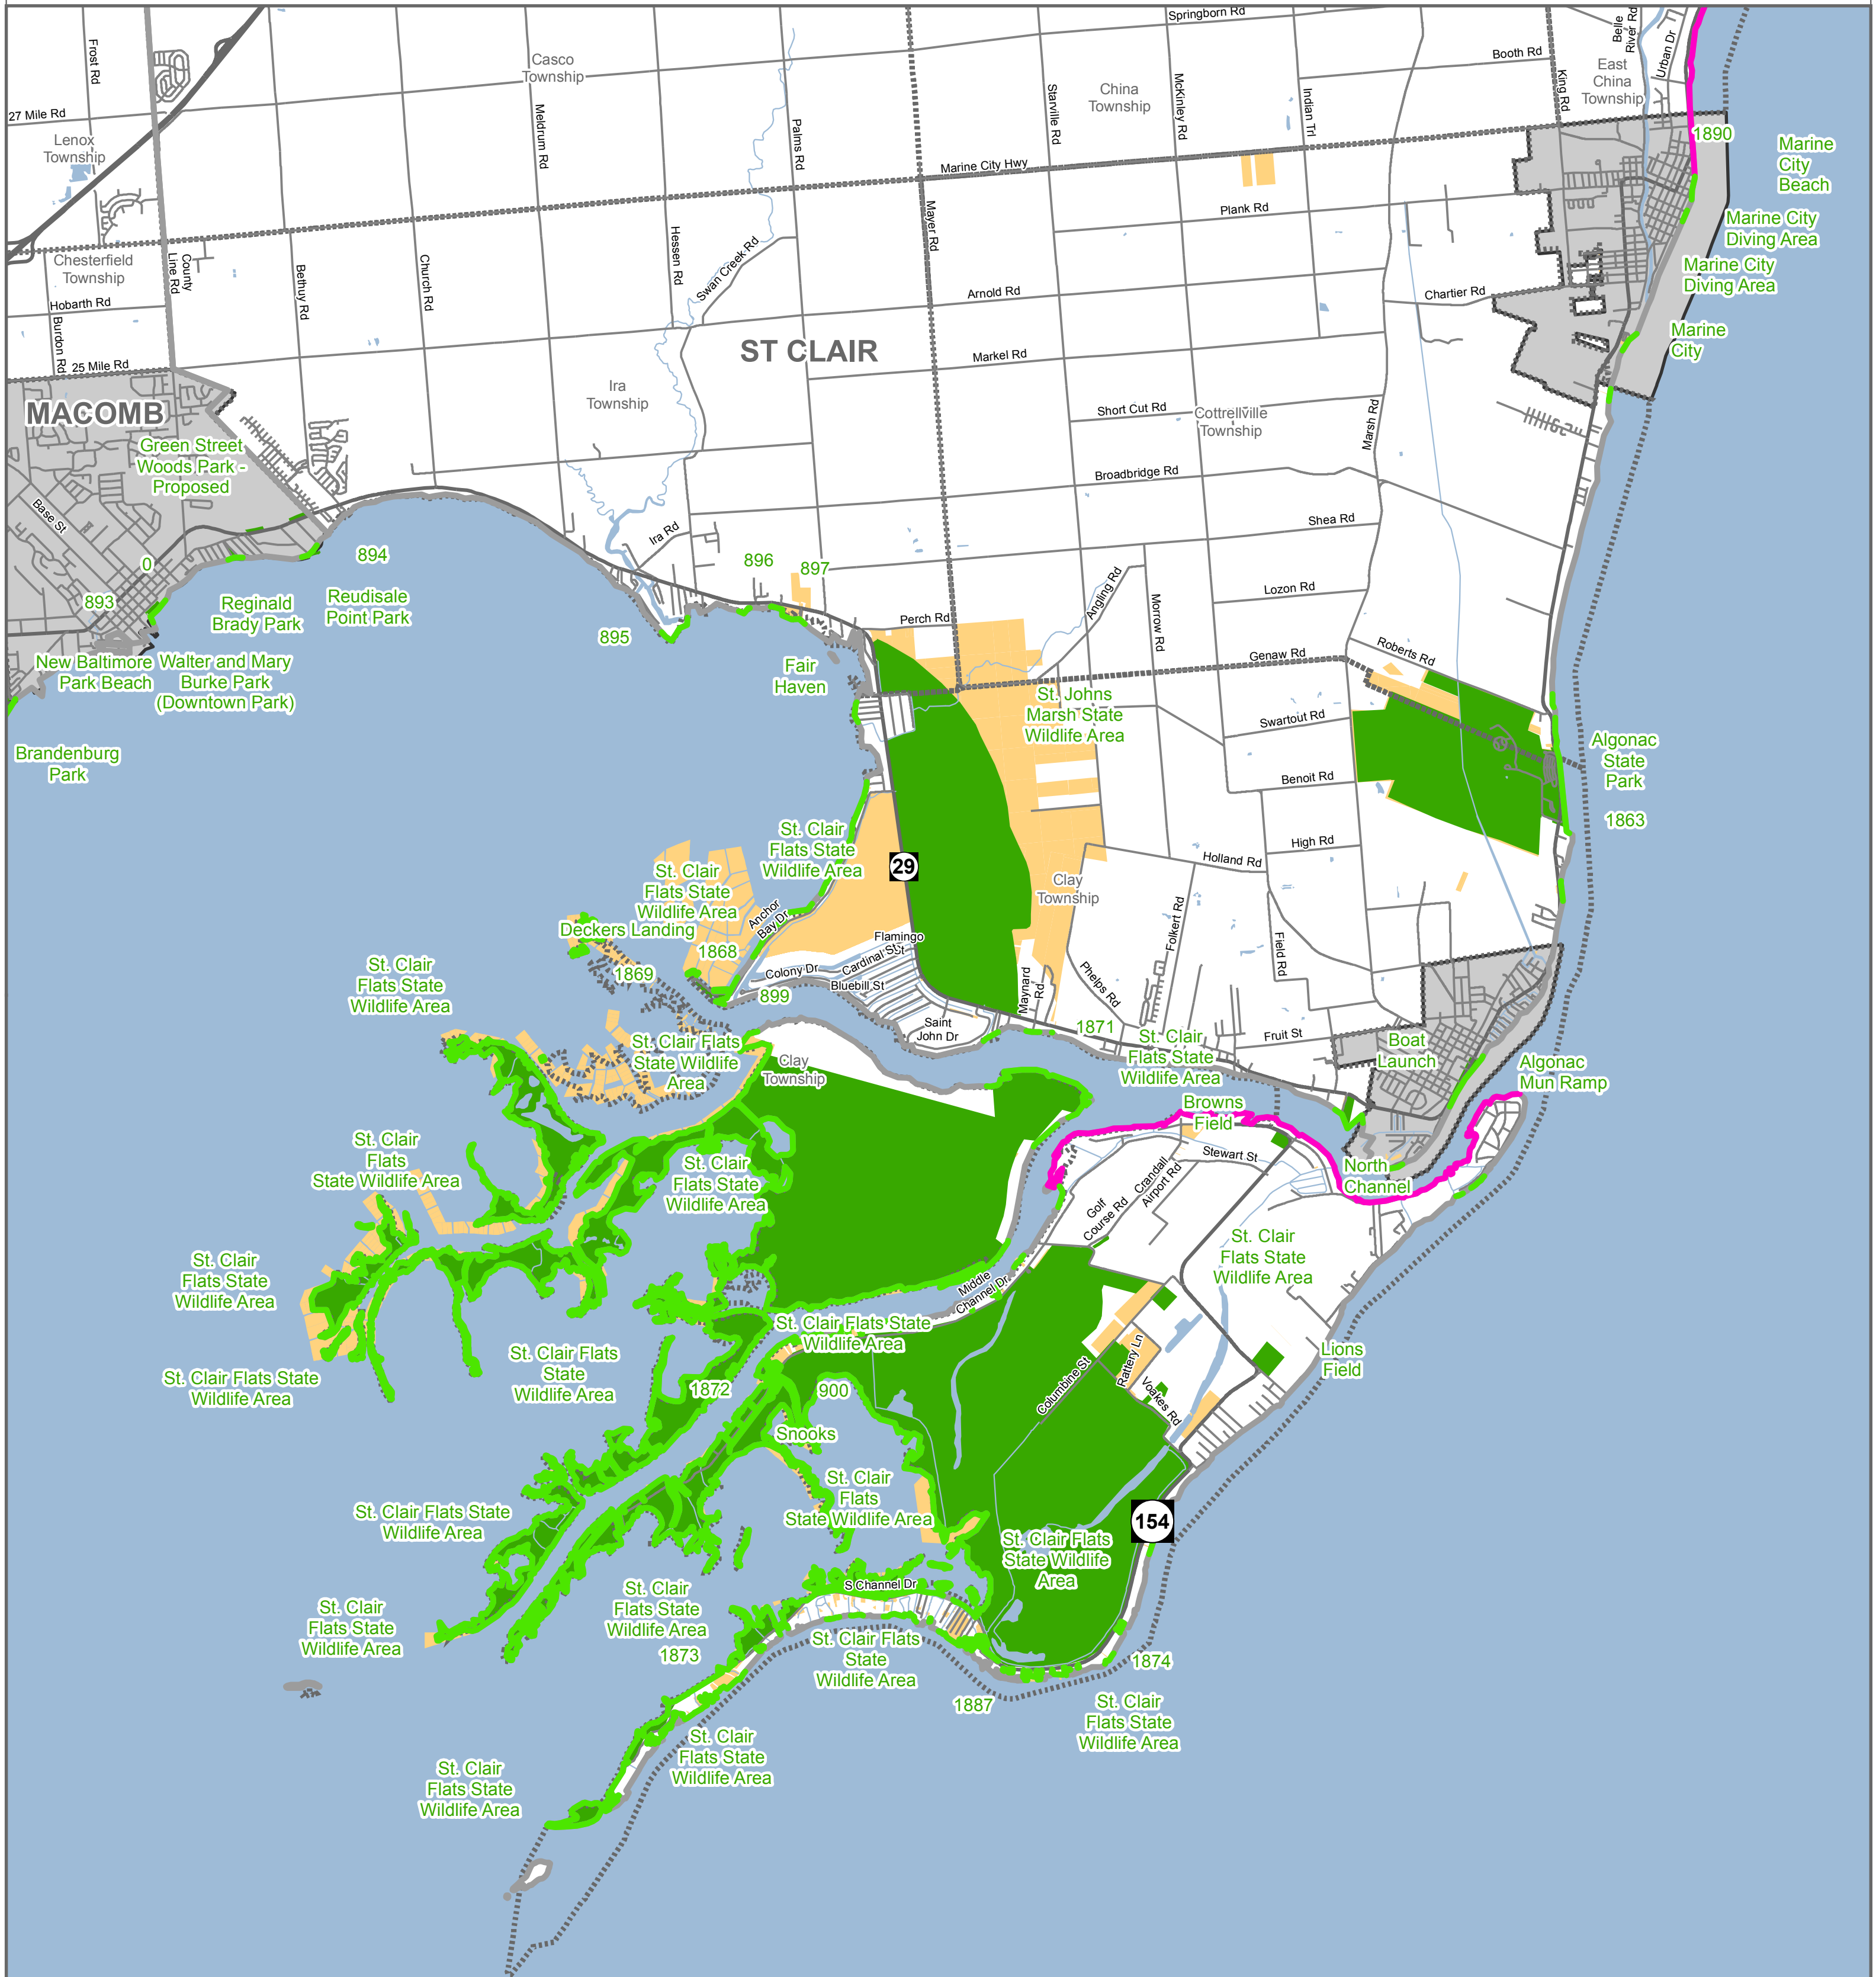 Springborn Rd
Frost Rd
Casco
Township
Belle
River Rd
Urban Dr
Booth Rd
East
China
Township
King Rd
China
Township
Starville Rd
McKinley Rd
Indian Trl
27 Mile Rd
Meldrum Rd
Palms Rd
Lenox
Township
1890
Marine
City
Beach
Marine City Hwy
Mayer Rd
Plank Rd
Marine City
Diving Area
Chesterfield
Township
County
Line Rd
Bethuy Rd
Church Rd
Hessen Rd
Swan Creek Rd
Marine City
Diving Area
Hobarth Rd
Burdon Rd
Arnold Rd
Chartier Rd
Marine
City
25 Mile Rd
ST CLAIR
Markel Rd
Ira
Township
MACOMB
Short Cut Rd
Cottrellville
Township
Marsh Rd
Green Street
Woods Park -
Proposed
Broadbridge Rd
Base St
Ira Rd
Shea Rd
0
894
896
897
893
Reginald
Brady Park
Reudisale
Point Park
895
Perch Rd
Angling Rd
Morrow Rd
Lozon Rd
Genaw Rd
Roberts Rd
New Baltimore
Park Beach
Walter and Mary
Burke Park
(Downtown Park)
Fair
Haven
St. Johns
Marsh State
Wildlife Area
Swartout Rd
Brandenburg
Park
Algonac
State
Park
Benoit Rd
1863
St. Clair
Flats State
Wildlife Area
29
High Rd
Holland Rd
St. Clair
Flats State
Wildlife Area
Clay
Township
Deckers Landing
Anchor
Bay Dr
Flamingo
St
Cardinal St
Colony Dr
Bluebill St
Folkert Rd
Field Rd
1868
1869
899
St. Clair
Flats State
Wildlife Area
Maynard
Rd
Phelps Rd
Saint
John Dr
1871
Fruit St
St. Clair Flats
State Wildlife
Area
Clay
Township
St. Clair
Flats State
Wildlife Area
Boat
Launch
Algonac
Mun Ramp
Browns
Field
St. Clair
Flats
State Wildlife Area
St. Clair
Flats State
Wildlife Area
Stewart St
Crandall
Airport Rd
Golf
Course Rd
North
Channel
St. Clair
Flats State
Wildlife Area
St. Clair
Flats State
Wildlife Area
Middle
Channel Dr
St. Clair Flats State
Wildlife Area
St. Clair Flats
State
Wildlife Area
St. Clair Flats State
Wildlife Area
1872
900
Columbine St
Rattery Ln
Voakes Rd
Lions
Field
Snooks
St. Clair
Flats
State Wildlife Area
St. Clair Flats State
Wildlife Area
154
St. Clair Flats
State Wildlife
Area
S Channel Dr
St. Clair
Flats State
Wildlife Area
St. Clair
Flats State
Wildlife Area
1873
St. Clair Flats
State
Wildlife Area
1874
1887
St. Clair
Flats State
Wildlife Area
St. Clair
Flats State
Wildlife Area
St. Clair
Flats State
Wildlife Area